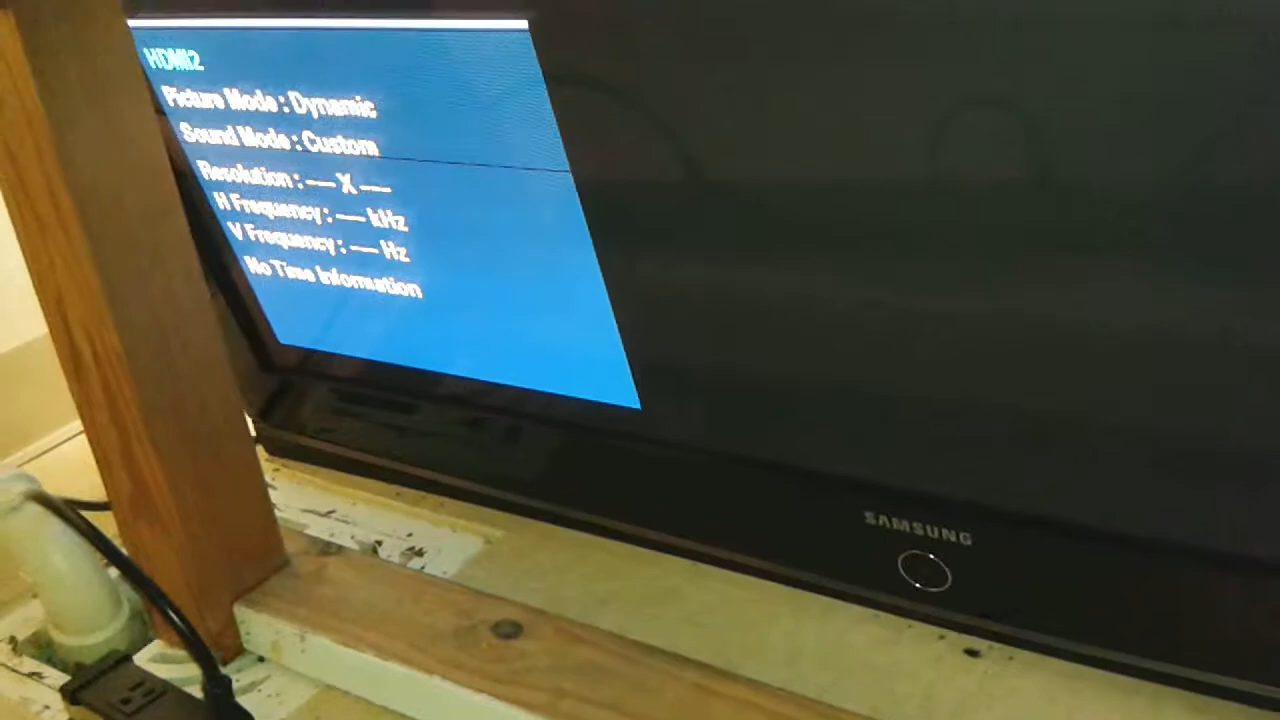 HDMI2
Picture Mode : Dynamic
Sound Mode : Custom
Resolution : --- X ---
H Frequency : --- kHz
V Frequency : --- Hz
No Time Information
SAMSUNG